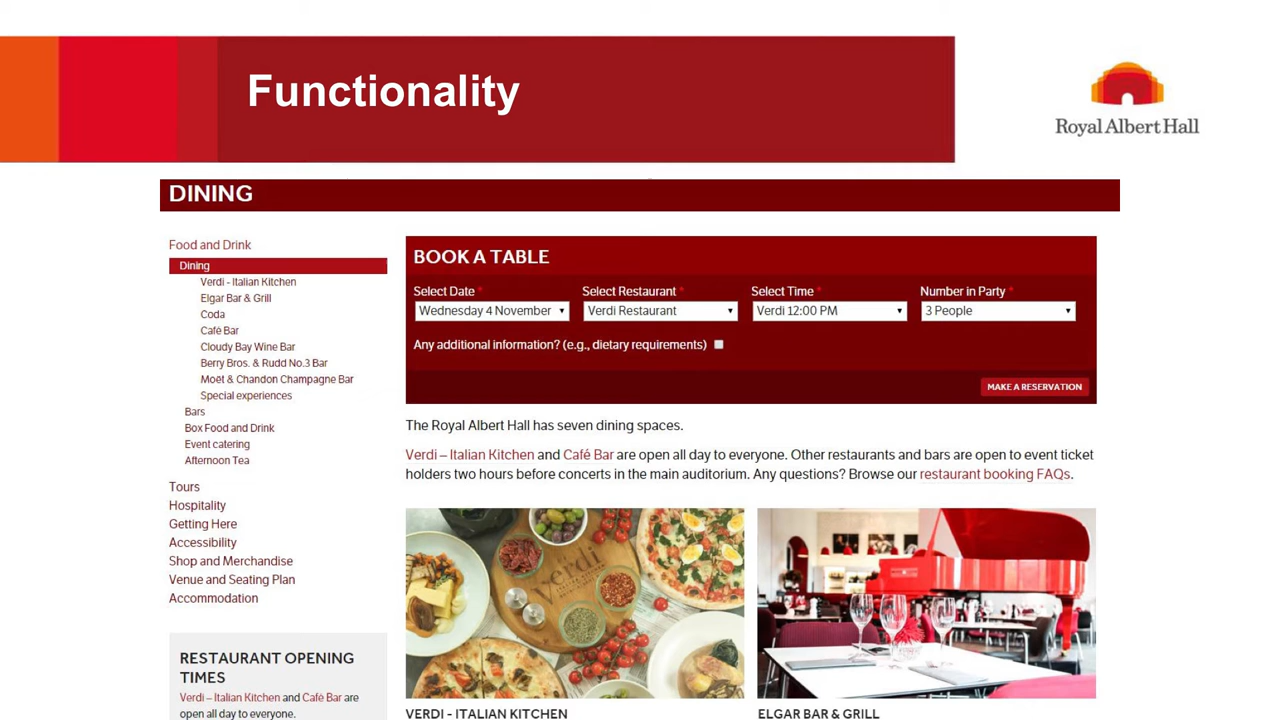 Functionality
Royal Albert Hall
DINING
Food and Drink
Dining
Verdi - Italian Kitchen
Elgar Bar & Grill
Coda
Café Bar
Cloudy Bay Wine Bar
Berry Bros. & Rudd No.3 Bar
Moët & Chandon Champagne Bar
Special experiences
Bars
Box Food and Drink
Event catering
Afternoon Tea
Tours
Hospitality
Getting Here
Accessibility
Shop and Merchandise
Venue and Seating Plan
Accommodation
RESTAURANT OPENING
TIMES
Verdi – Italian Kitchen and Café Bar are
open all day to everyone.
BOOK A TABLE
Select Date * Select Restaurant * Select Time * Number in Party *
Wednesday 4 November Verdi Restaurant Verdi 12:00 PM 3 People
Any additional information? (e.g., dietary requirements)
MAKE A RESERVATION
The Royal Albert Hall has seven dining spaces.
Verdi – Italian Kitchen and Café Bar are open all day to everyone. Other restaurants and bars are open to event ticket
holders two hours before concerts in the main auditorium. Any questions? Browse our restaurant booking FAQs.
verdi
VERDI - ITALIAN KITCHEN
ELGAR BAR & GRILL